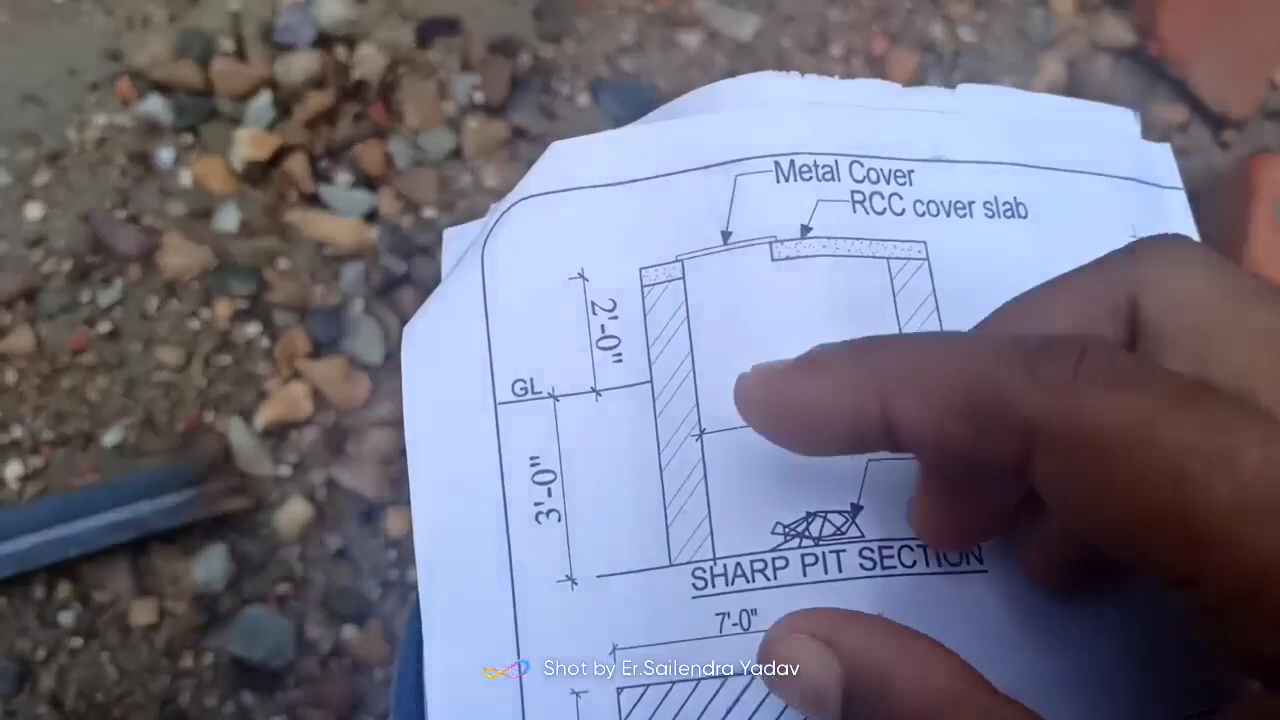 Metal Cover
RCC cover slab
2'-0"
GL
3'-0"
SHARP PIT SECTION
7'-0"
Shot by Er.Sailendra Yadav